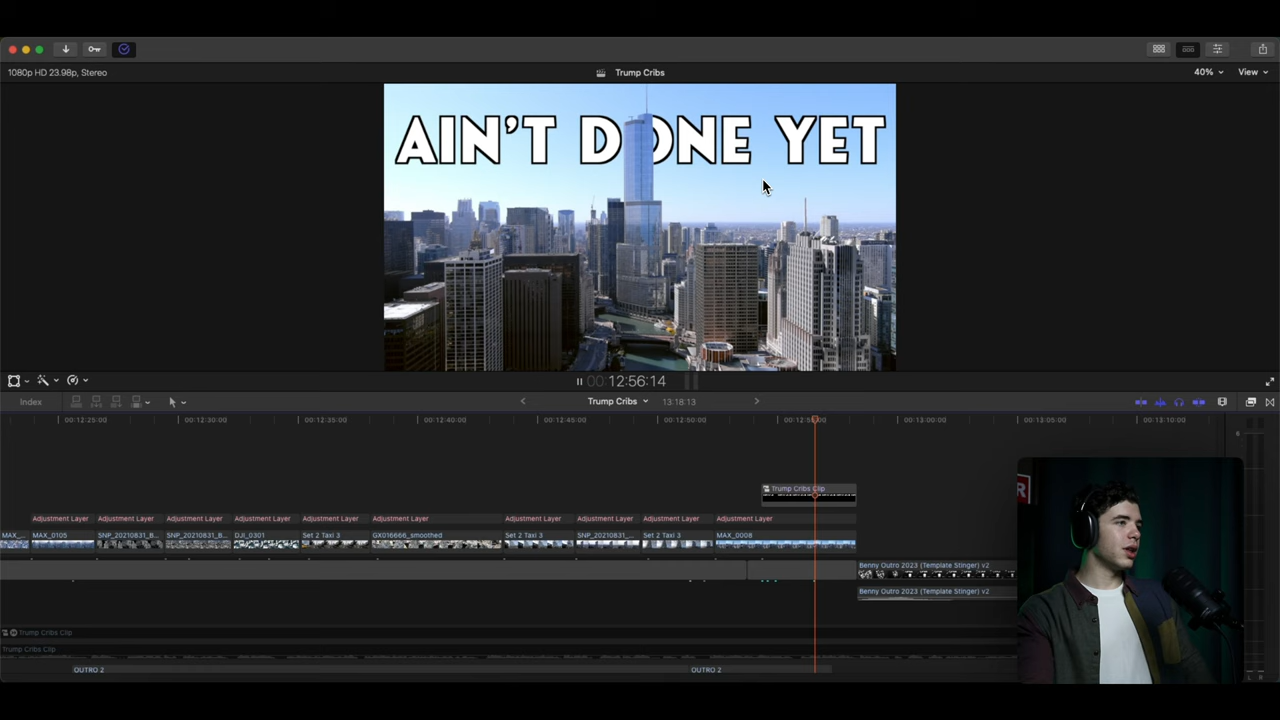 1080p HD 23.98p, Stereo
Trump Cribs
40%
View
AIN'T DONE YET
00:12:56:14
Index
Trump Cribs
13:18:13
00:12:25:00
00:12:30:00
00:12:35:00
00:12:40:00
00:12:45:00
00:12:50:00
00:13:00:00
00:13:05:00
00:13:10:00
6
Trump Cribs Clip
Adjustment Layer
Adjustment Layer
Adjustment Layer
Adjustment Layer
Adjustment Layer
Adjustment Layer
Adjustment Layer
Adjustment Layer
Adjustment Layer
Adjustment Layer
MAX_...
MAX_0105
SNP_20210831_B...
SNP_20210831_B...
DJI_0301
Set 2 Taxi 3
GX016666_smoothed
Set 2 Taxi 3
SNP_20210831_...
Set 2 Taxi 3
MAX_0008
Benny Outro 2023 (Template Stinger) v2
Benny Outro 2023 (Template Stinger) v2
Trump Cribs Clip
Trump Cribs Clip
OUTRO 2
OUTRO 2
R
L R